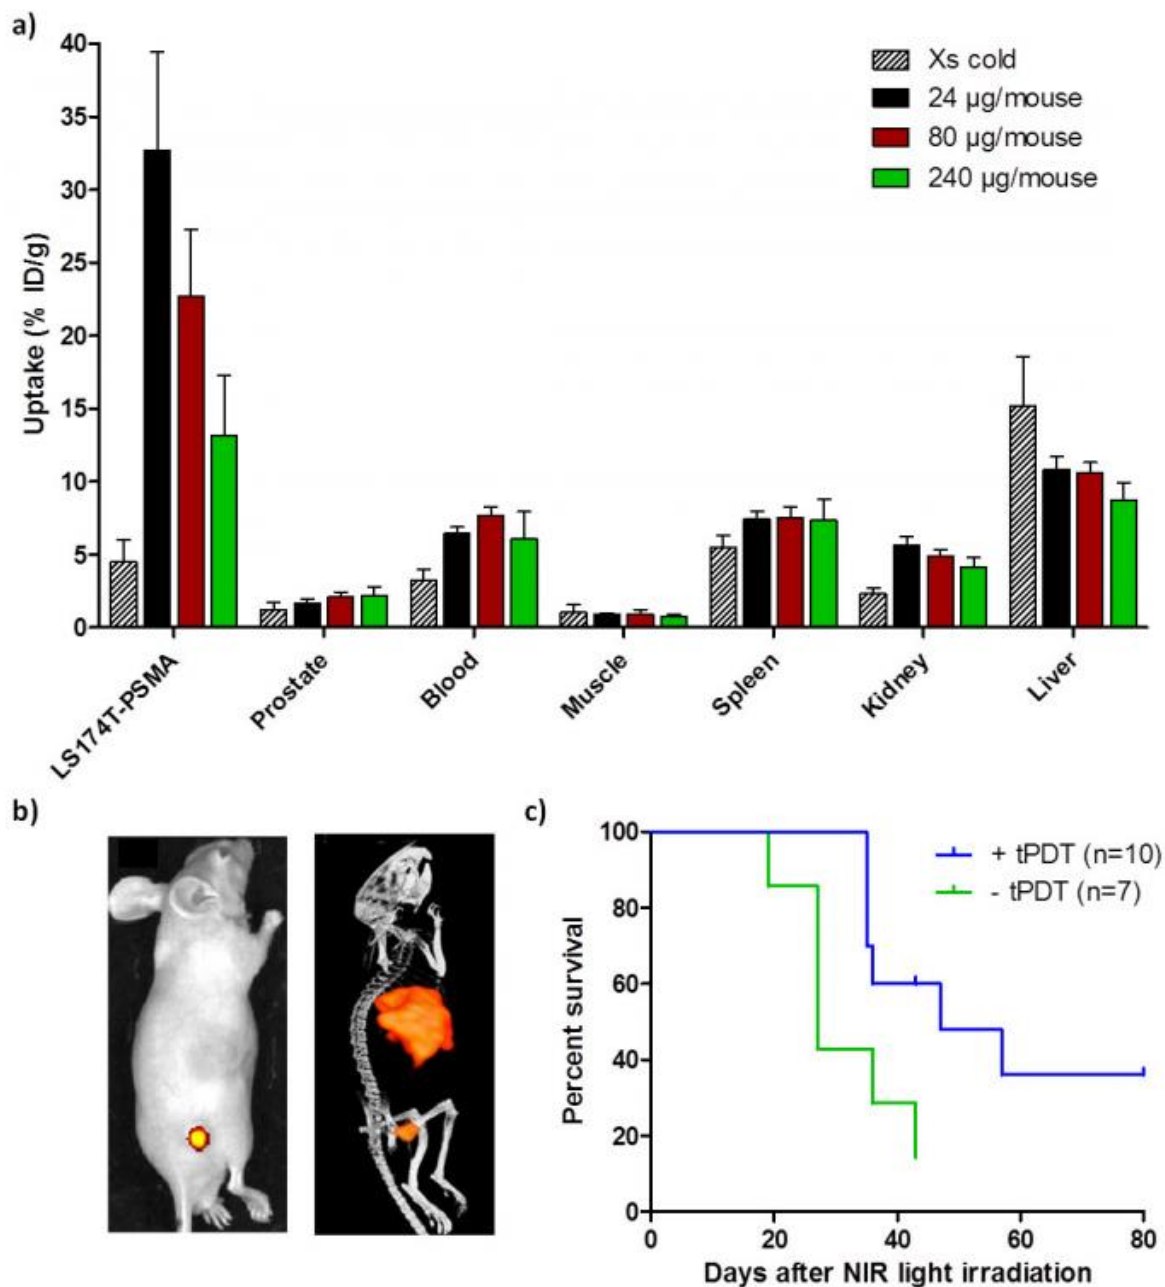 a)
40
35
30
25
20
15
10
5
0
Uptake (% ID/g)
Xs cold
24 µg/mouse
80 µg/mouse
240 µg/mouse
LS174T-PSMA
Prostate
Blood
Muscle
Spleen
Kidney
Liver
b)
c)
100
80
60
40
20
0
Percent survival
+ tPDT (n=10)
- tPDT (n=7)
0 20 40 60 80
Days after NIR light irradiation